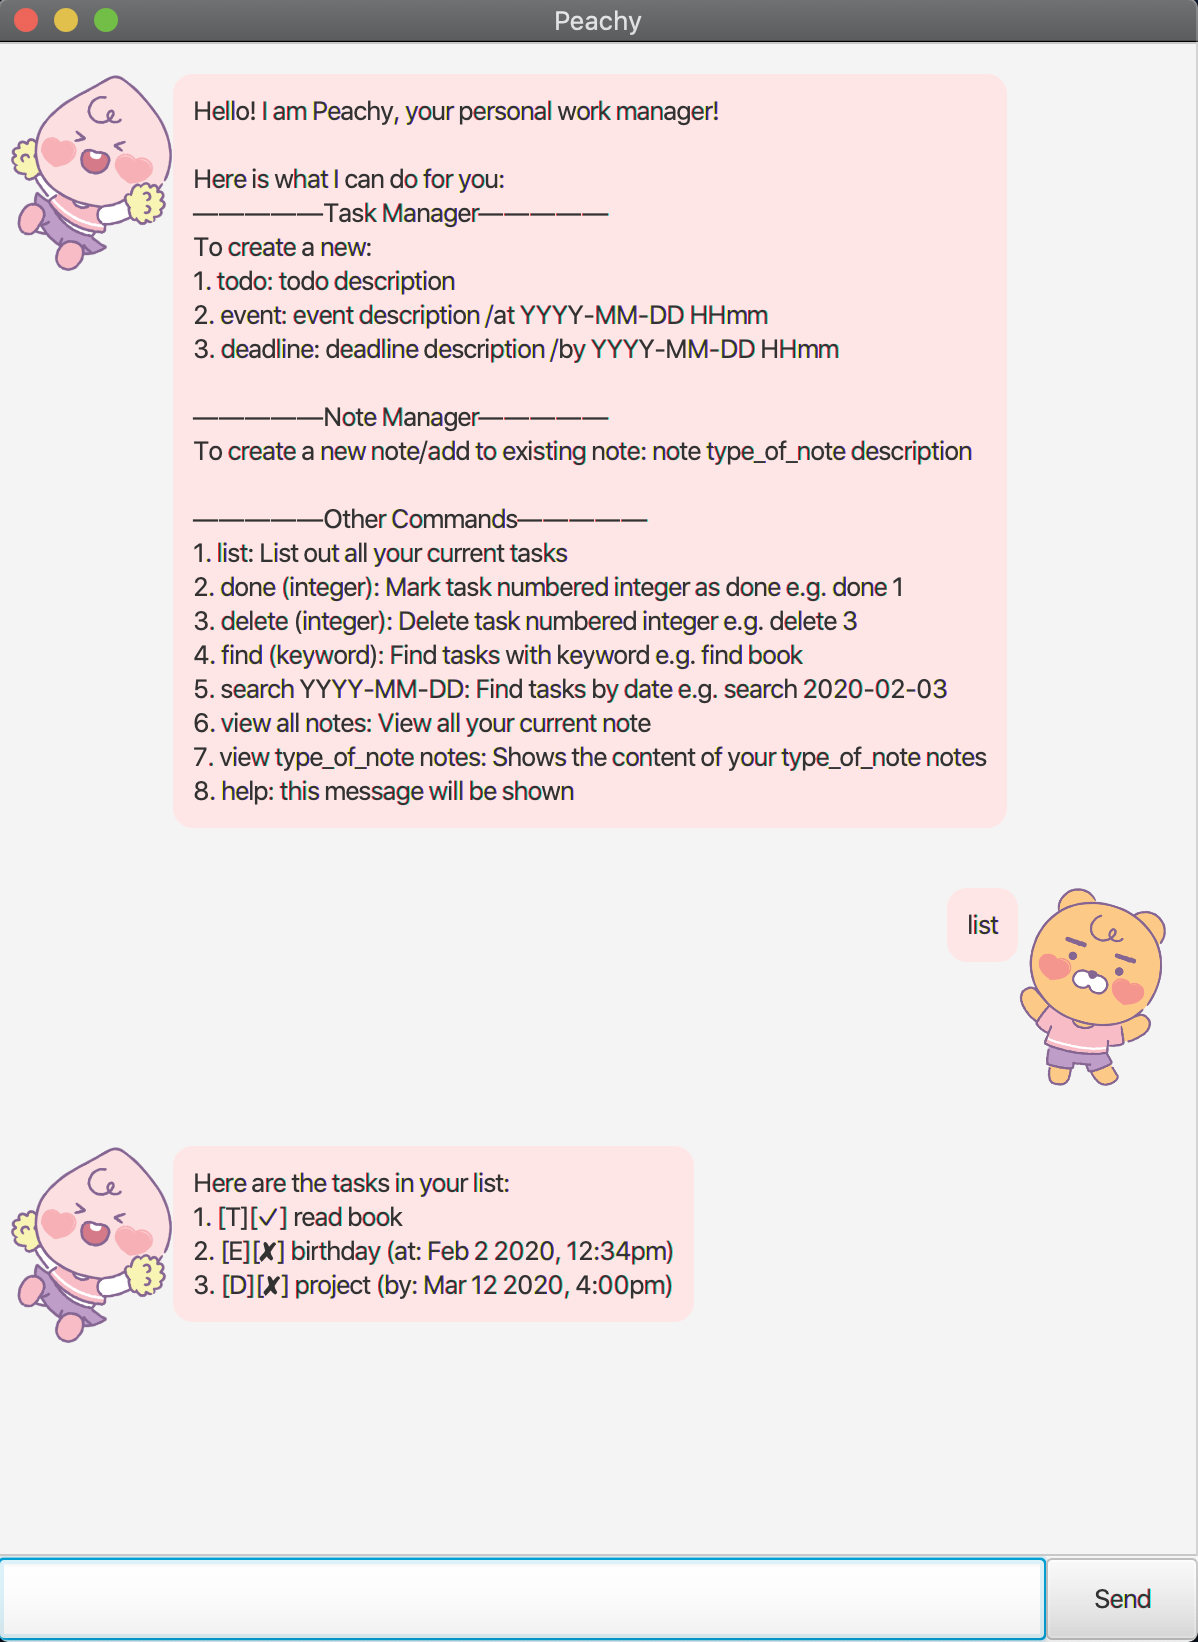 Peachy
Hello! I am Peachy, your personal work manager!
Here is what I can do for you:
——————Task Manager——————
To create a new:
1. todo: todo description
2. event: event description /at YYYY-MM-DD HHmm
3. deadline: deadline description /by YYYY-MM-DD HHmm
——————Note Manager——————
To create a new note/add to existing note: note type_of_note description
——————Other Commands——————
1. list: List out all your current tasks
2. done (integer): Mark task numbered integer as done e.g. done 1
3. delete (integer): Delete task numbered integer e.g. delete 3
4. find (keyword): Find tasks with keyword e.g. find book
5. search YYYY-MM-DD: Find tasks by date e.g. search 2020-02-03
6. view all notes: View all your current note
7. view type_of_note notes: Shows the content of your type_of_note notes
8. help: this message will be shown
list
Here are the tasks in your list:
1. [T][✓] read book
2. [E][✘] birthday (at: Feb 2 2020, 12:34pm)
3. [D][✘] project (by: Mar 12 2020, 4:00pm)
Send